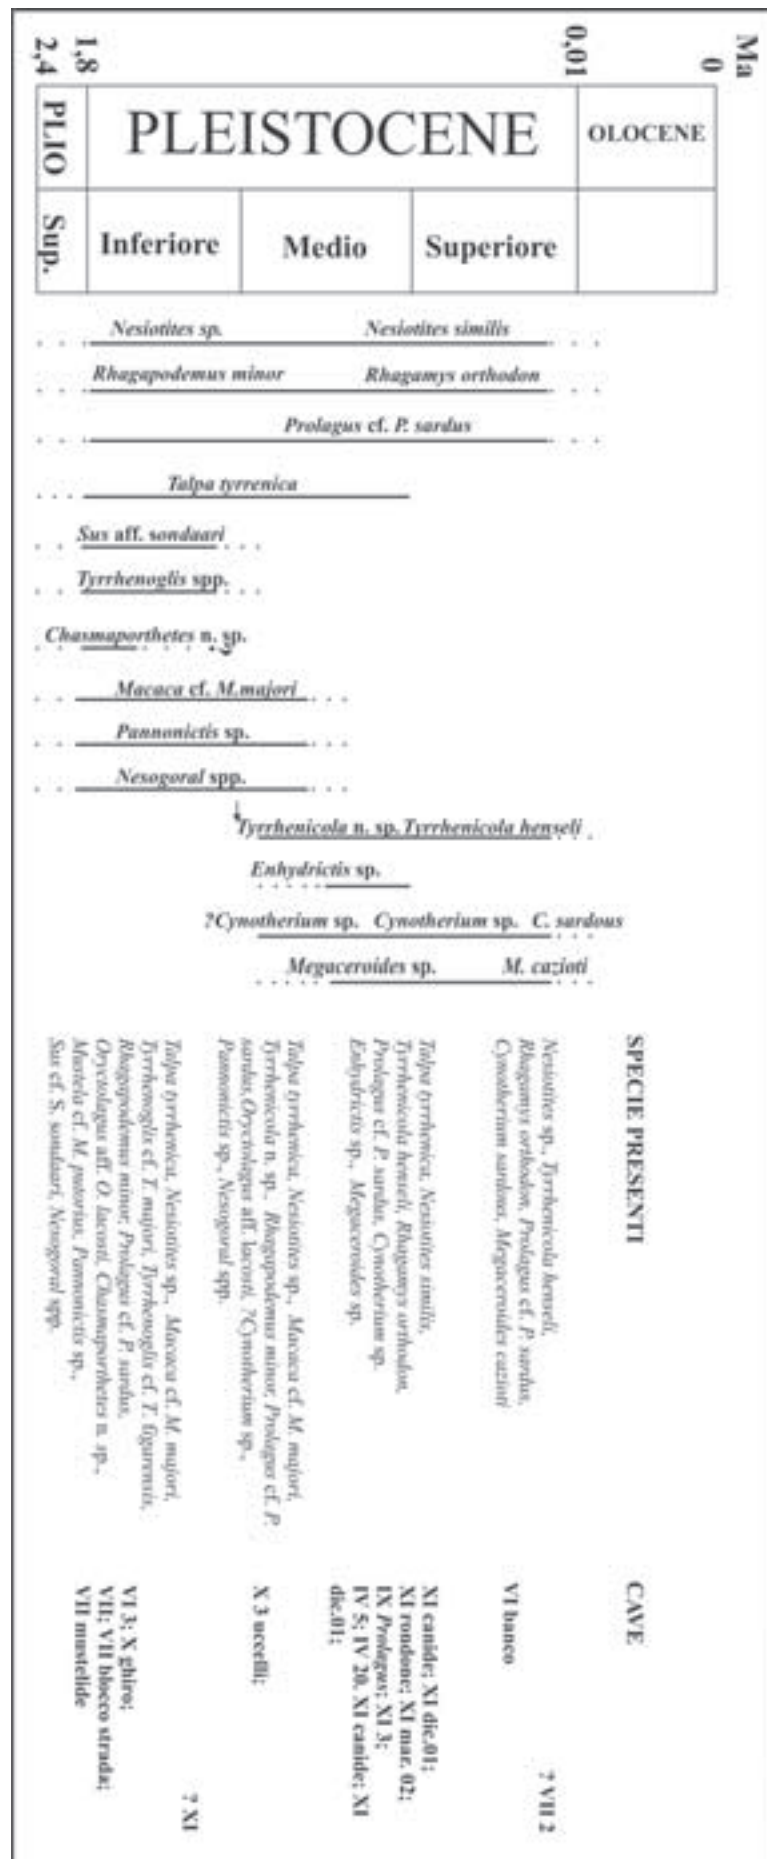 Ma
2,4 1,8 0,01 0
PLIO PLEISTOCENE OLOCENE
Sup. Inferiore Medio Superiore
Nesiotites sp. Nesiotites similis
Rhagapodemus minor Rhagamys orthodon
Prolagus cf. P. sardus
Talpa tyrrenica
Sus aff. sondaari
Tyrrhenoglis spp.
Chasmaporthetes n. sp.
Macaca cf. M.majori
Pannonictis sp.
Nesogoral spp.
Tyrrhenicola n. sp. Tyrrhenicola henseli
Enhydrictis sp.
?Cynotherium sp. Cynotherium sp. C. sardous
Megaceroides sp. M. cazioti
SPECIE PRESENTI
Nesiotites sp., Tyrrhenicola henseli,
Rhagamys orthodon, Prolagus cf. P. sardus,
Cynotherium sardous, Megaceroides cazioti
Talpa tyrrhenica, Nesiotites similis,
Tyrrhenicola henseli, Rhagamys orthodon,
Prolagus cf. P. sardus, Cynotherium sp.
Enhydrictis sp., Megaceroides sp.
Talpa tyrrhenica, Nesiotites sp., Macaca cf. M. majori,
Tyrrhenicola n. sp., Rhagapodemus minor, Prolagus cf. P.
sardus,Oryctolagus aff. lacosti, ?Cynotherium sp.,
Pannonictis sp., Nesogoral spp.
Talpa tyrrhenica, Nesiotites sp., Macaca cf. M. majori,
Tyrrhenoglis cf. T. majori, Tyrrhenoglis cf. T. figarensis,
Rhagapodemus minor, Prolagus cf. P. sardus,
Oryctolagus aff. O. lacosti, Chasmaporthetes n. sp.,
Mustela cf. M. putorius, Pannonictis sp.,
Sus cf. S. sondaari, Nesogoral spp.
CAVE
? VII 2
VI banco
XI canide; XI dic.01;
XI rondone; XI mar. 02;
IX Prolagus; XI 3;
IV 5; IV 20. XI canide; XI
dic.01;
X 3 uccelli;
? XI
VI 3; X ghiro;
VII; VII blocco strada;
VII mustelide